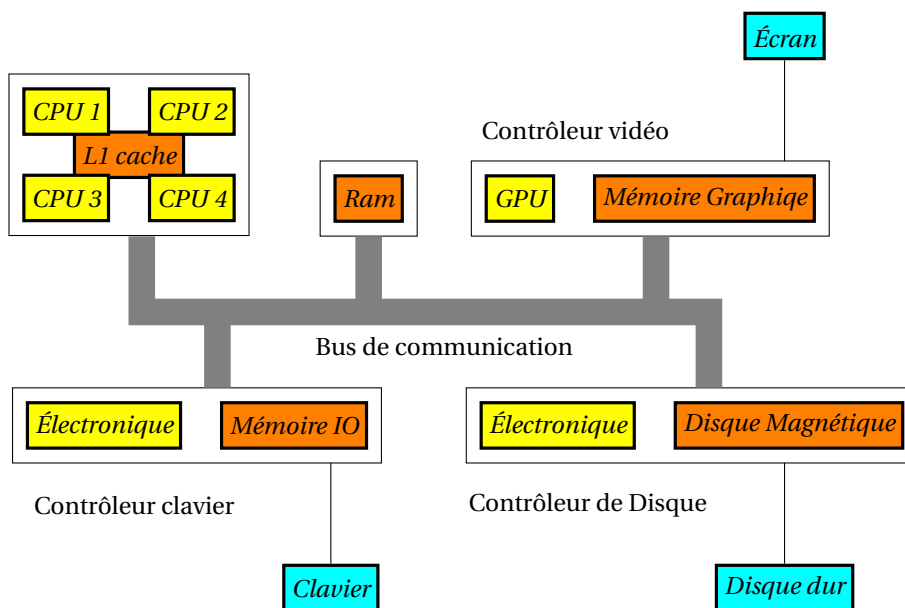 Écran
CPU 1 CPU 2
L1 cache
CPU 3 CPU 4
Contrôleur vidéo
Ram
GPU Mémoire Graphiqe
Bus de communication
Électronique Mémoire IO
Électronique Disque Magnétique
Contrôleur clavier
Contrôleur de Disque
Clavier
Disque dur